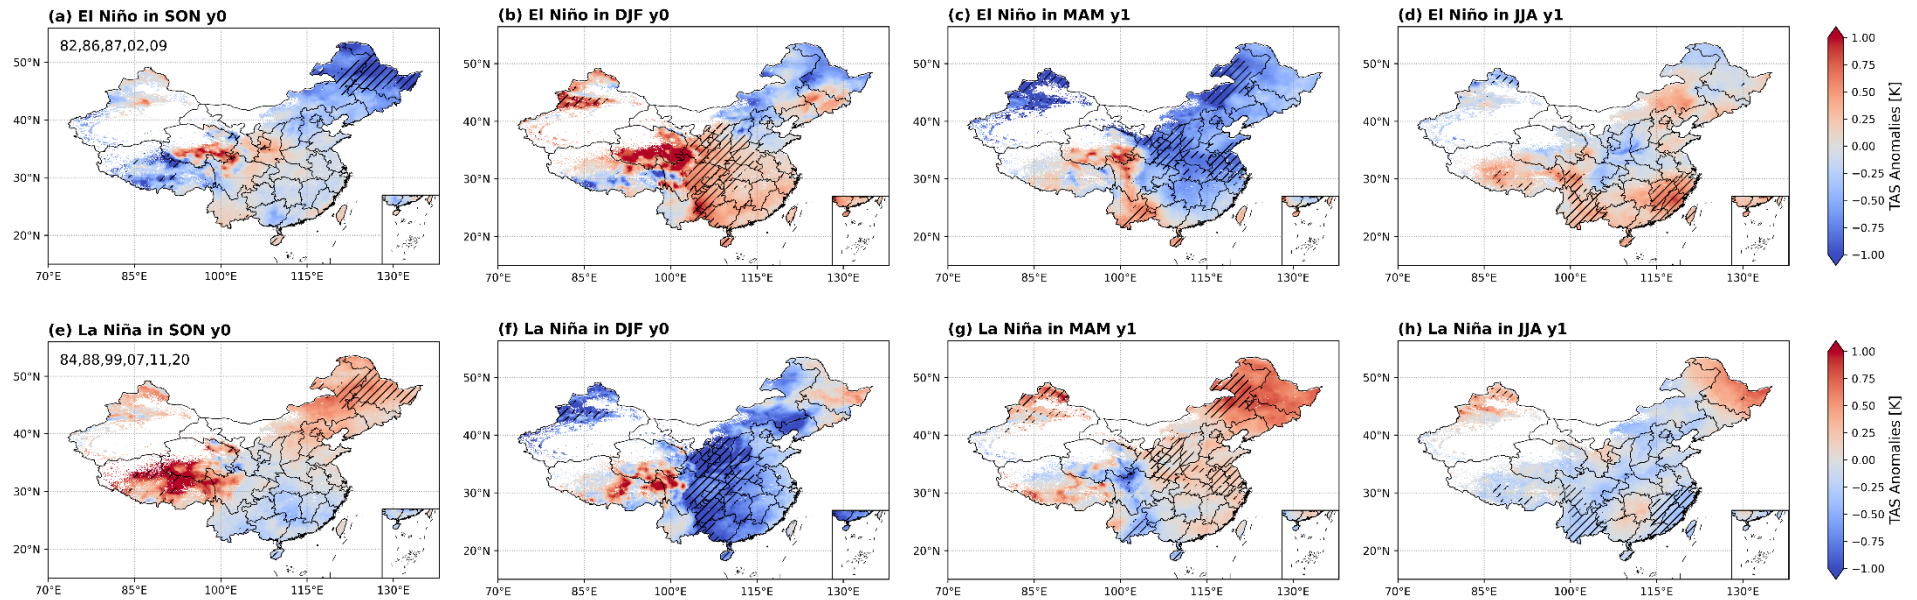 (a) El Niño in SON y0
(b) El Niño in DJF y0
(c) El Niño in MAM y1
(d) El Niño in JJA y1
82,86,87,02,09
50°N
40°N
30°N
20°N
70°E 85°E 100°E 115°E 130°E
50°N
40°N
30°N
20°N
70°E 85°E 100°E 115°E 130°E
50°N
40°N
30°N
20°N
70°E 85°E 100°E 115°E 130°E
50°N
40°N
30°N
20°N
70°E 85°E 100°E 115°E 130°E
1.00
0.75
0.50
0.25
0.00
−0.25
−0.50
−0.75
−1.00
TAS Anomalies [K]
(e) La Niña in SON y0
(f) La Niña in DJF y0
(g) La Niña in MAM y1
(h) La Niña in JJA y1
84,88,99,07,11,20
50°N
40°N
30°N
20°N
70°E 85°E 100°E 115°E 130°E
50°N
40°N
30°N
20°N
70°E 85°E 100°E 115°E 130°E
50°N
40°N
30°N
20°N
70°E 85°E 100°E 115°E 130°E
50°N
40°N
30°N
20°N
70°E 85°E 100°E 115°E 130°E
1.00
0.75
0.50
0.25
0.00
−0.25
−0.50
−0.75
−1.00
TAS Anomalies [K]